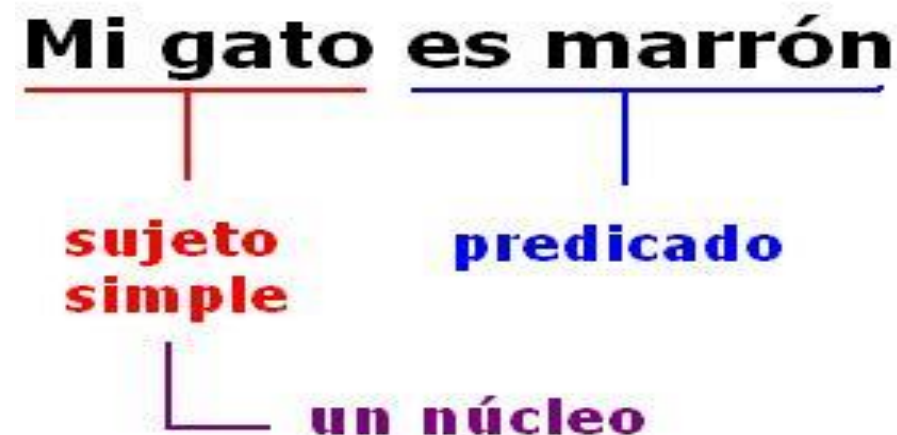 Mi gato es marrón
sujeto
simple
predicado
un núcleo